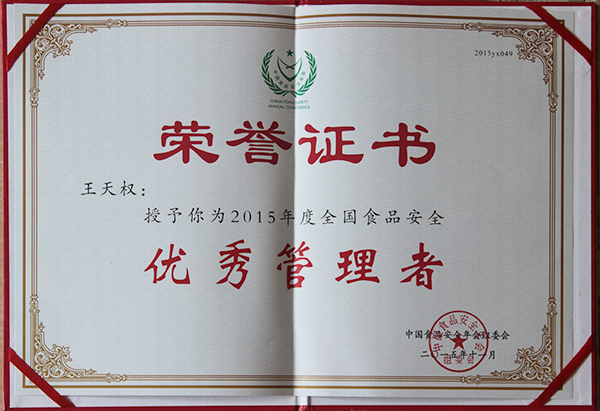 2015yx049
CHINA FOOD SAFETY
ANNUAL CONFERENCE
荣誉证书
王天权：
授予你为2015年度全国食品安全
优秀管理者
中国食品安全年会组委会
二〇一五年十一月